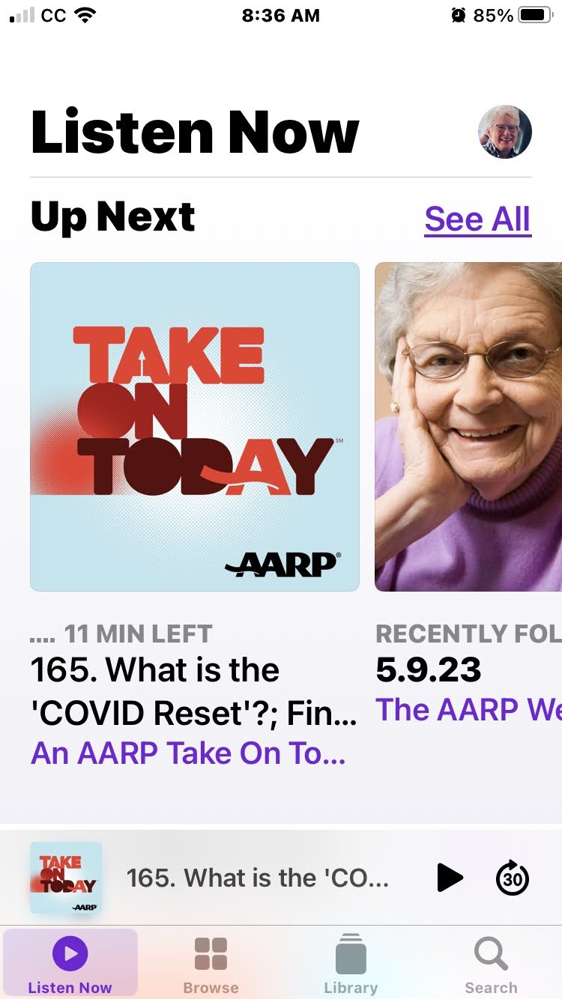 CC 8:36 AM 85%
Listen Now
Up Next See All
TAKE
ON
TODAY SM
AARP®
.... 11 MIN LEFT
165. What is the
'COVID Reset'?; Fin...
An AARP Take On To...
RECENTLY FOL
5.9.23
The AARP We
TAKE
ON
TODAY
AARP
165. What is the 'CO...
30
Listen Now Browse Library Search